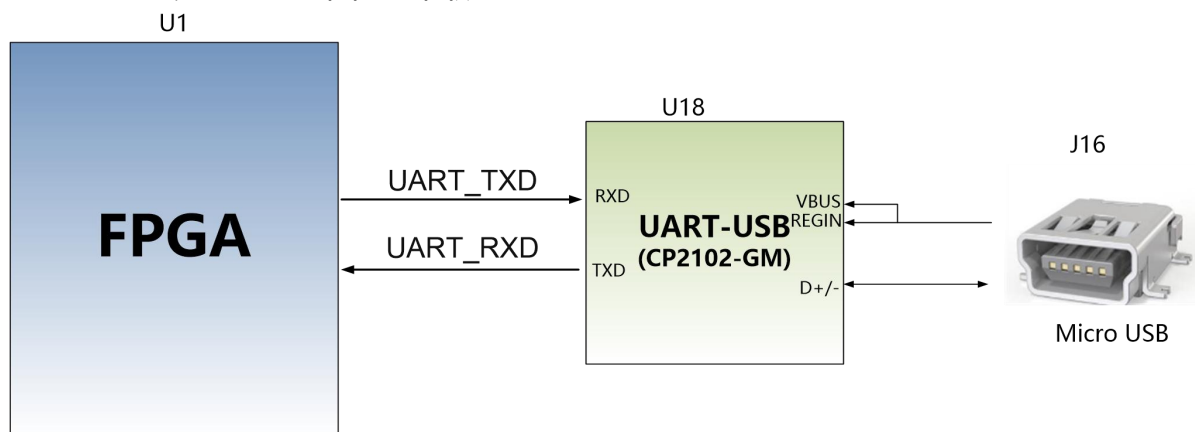 U1
FPGA
UART_TXD
UART_RXD
U18
RXD
TXD
UART-USB
(CP2102-GM)
VBUS
REGIN
D+/-
J16
Micro USB